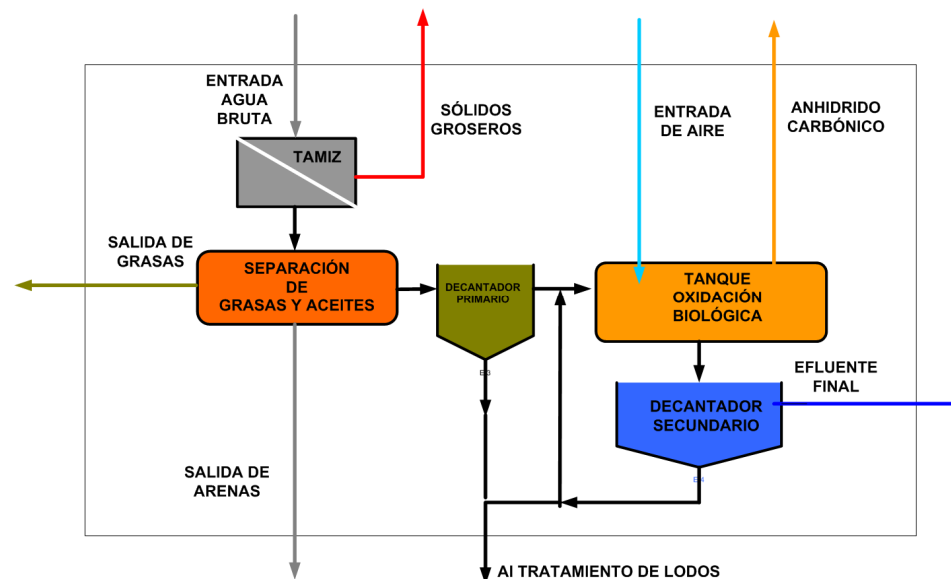 ENTRADA
AGUA
BRUTA
SÓLIDOS
GROSEROS
ENTRADA
DE AIRE
ANHIDRIDO
CARBÓNICO
TAMIZ
SALIDA DE
GRASAS
SEPARACIÓN
DE
GRASAS Y ACEITES
DECANTADOR
PRIMARIO
TANQUE
OXIDACIÓN
BIOLÓGICA
EFLUENTE
FINAL
DECANTADOR
SECUNDARIO
SALIDA DE
ARENAS
Al TRATAMIENTO DE LODOS